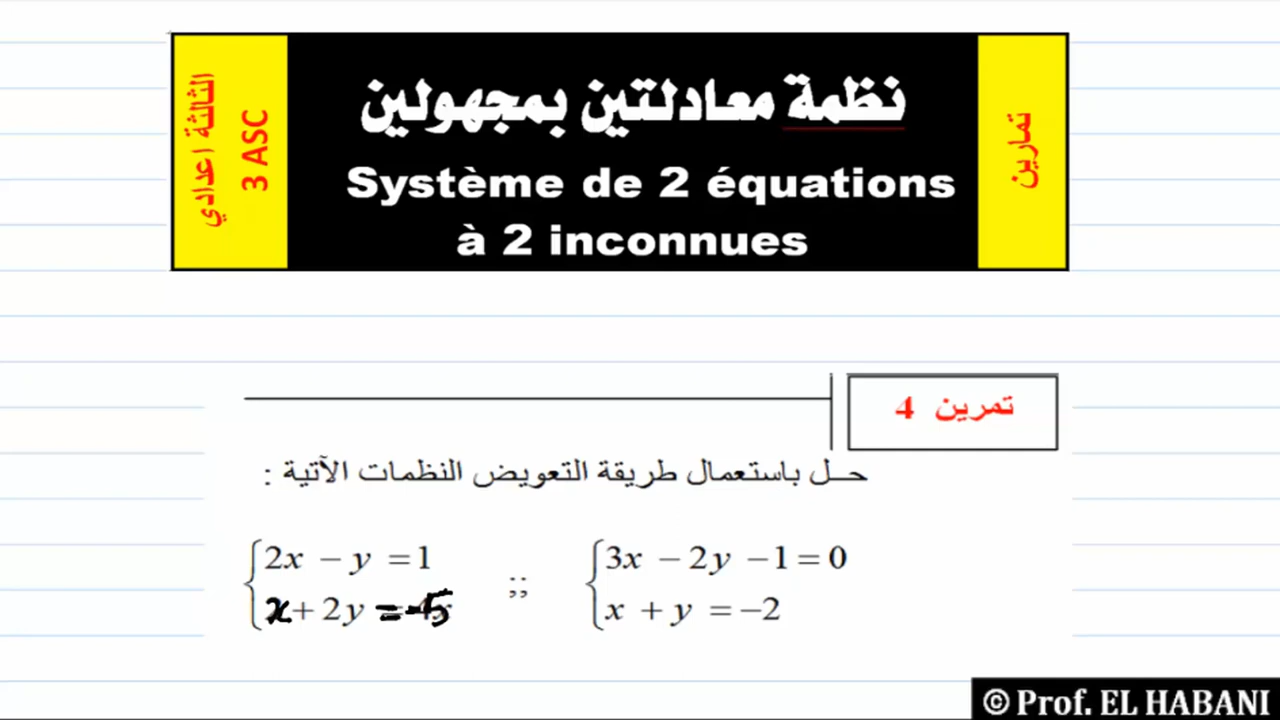 الثالثة اعدادي
3 ASC
نظمة معادلتين بمجهولين
Système de 2 équations
à 2 inconnues
تمارين
تمرين 4
حـل باستعمال طريقة التعويض النظمات الآتية :
2x − y = 1
x + 2y = -5
;;
3x − 2y − 1 = 0
x + y = −2
© Prof. EL HABANI